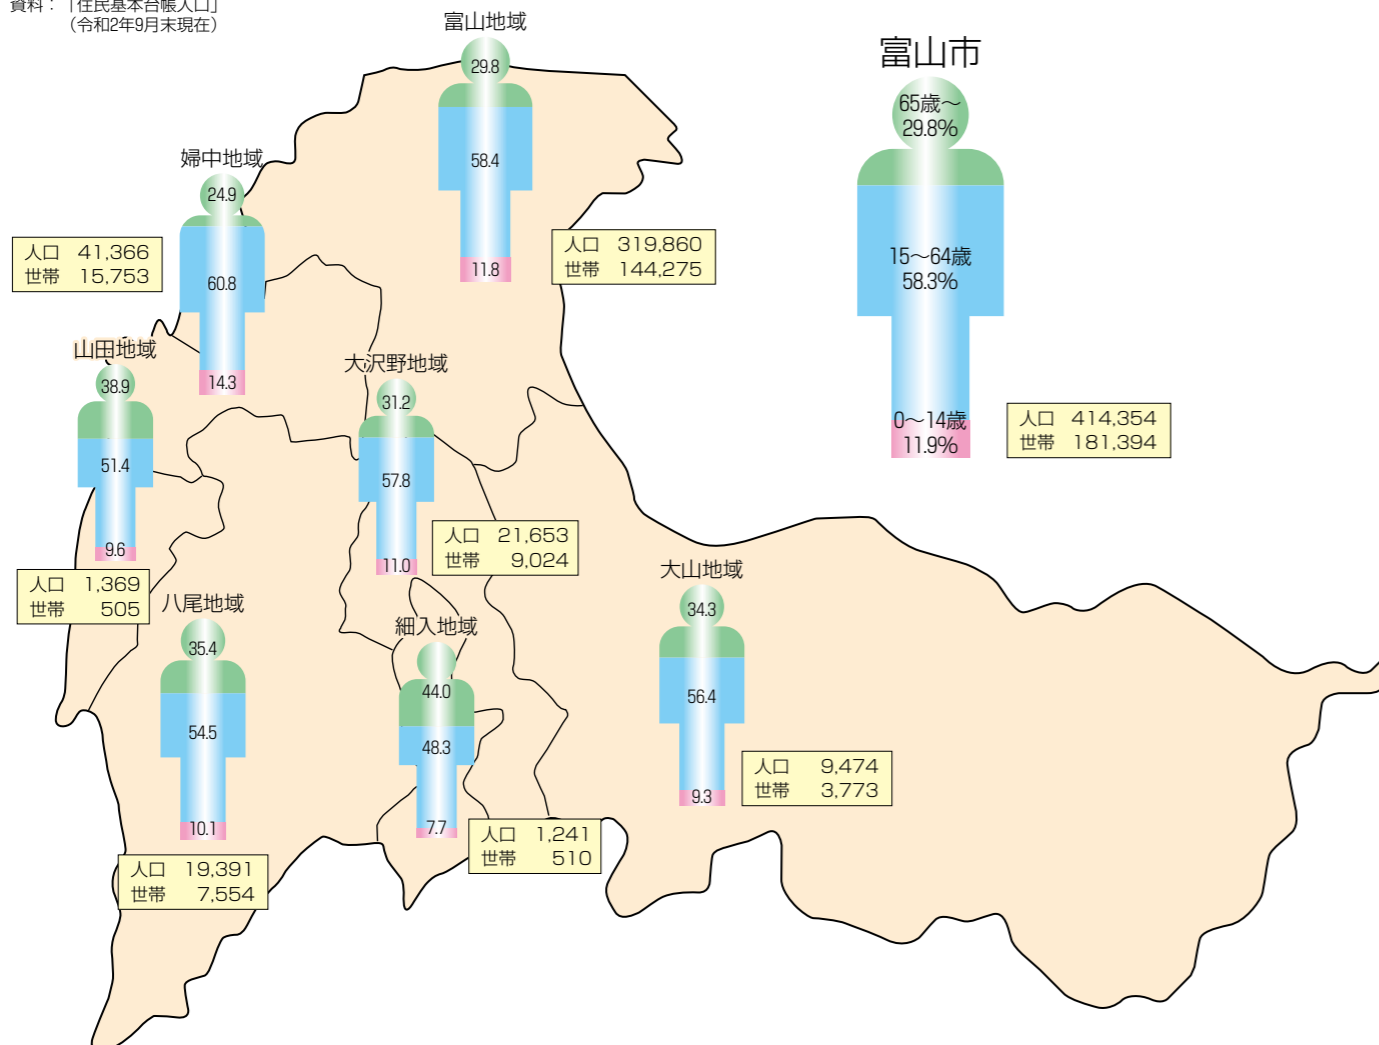 資料：「住民基本台帳人口」
（令和2年9月末現在）
富山地域
29.8
58.4
11.8
人口 319,860
世帯 144,275
富山市
65歳～
29.8%
15～64歳
58.3%
0～14歳
11.9%
人口 414,354
世帯 181,394
婦中地域
24.9
60.8
14.3
人口 41,366
世帯 15,753
山田地域
38.9
51.4
9.6
人口 1,369
世帯 505
大沢野地域
31.2
57.8
11.0
人口 21,653
世帯 9,024
八尾地域
35.4
54.5
10.1
人口 19,391
世帯 7,554
細入地域
44.0
48.3
7.7
人口 1,241
世帯 510
大山地域
34.3
56.4
9.3
人口 9,474
世帯 3,773